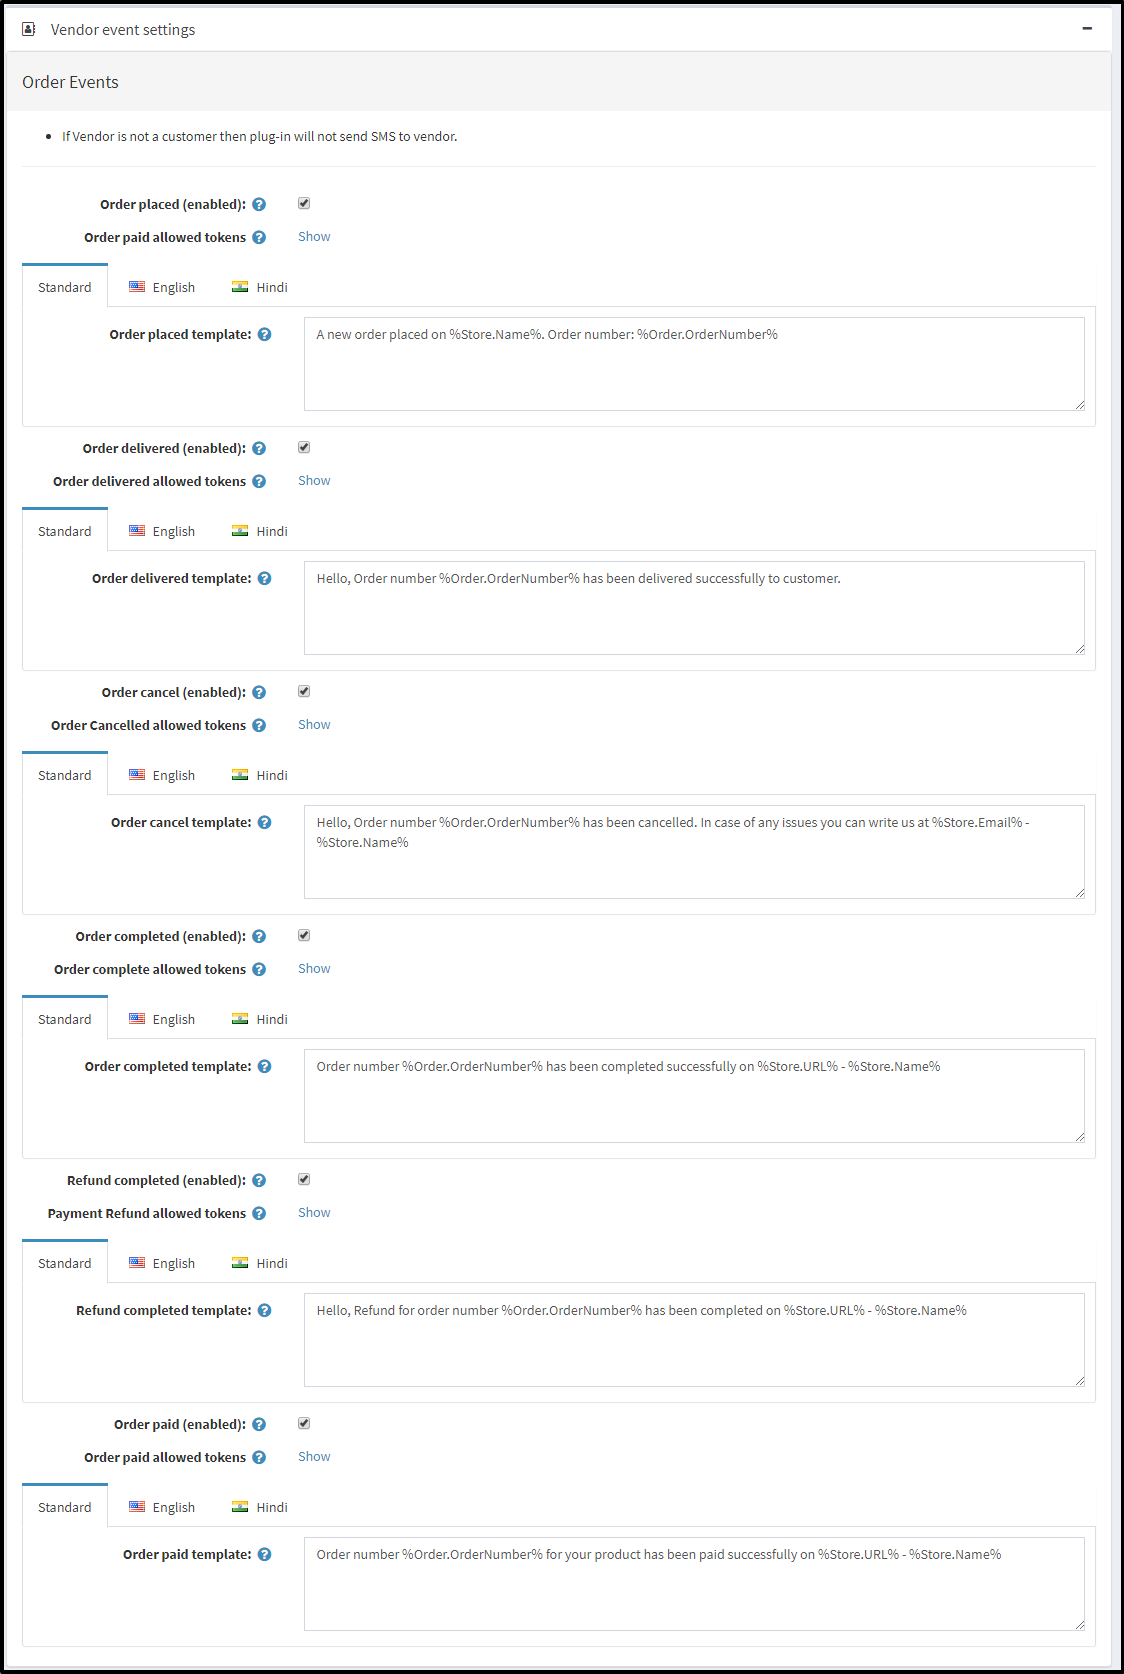 Vendor event settings
Order Events
If Vendor is not a customer then plug-in will not send SMS to vendor.
Order placed (enabled):
Order paid allowed tokens Show
Standard English Hindi
Order placed template: A new order placed on %Store.Name%. Order number: %Order.OrderNumber%
Order delivered (enabled):
Order delivered allowed tokens Show
Standard English Hindi
Order delivered template: Hello, Order number %Order.OrderNumber% has been delivered successfully to customer.
Order cancel (enabled):
Order Cancelled allowed tokens Show
Standard English Hindi
Order cancel template: Hello, Order number %Order.OrderNumber% has been cancelled. In case of any issues you can write us at %Store.Email% -
%Store.Name%
Order completed (enabled):
Order complete allowed tokens Show
Standard English Hindi
Order completed template: Order number %Order.OrderNumber% has been completed successfully on %Store.URL% - %Store.Name%
Refund completed (enabled):
Payment Refund allowed tokens Show
Standard English Hindi
Refund completed template: Hello, Refund for order number %Order.OrderNumber% has been completed on %Store.URL% - %Store.Name%
Order paid (enabled):
Order paid allowed tokens Show
Standard English Hindi
Order paid template: Order number %Order.OrderNumber% for your product has been paid successfully on %Store.URL% - %Store.Name%